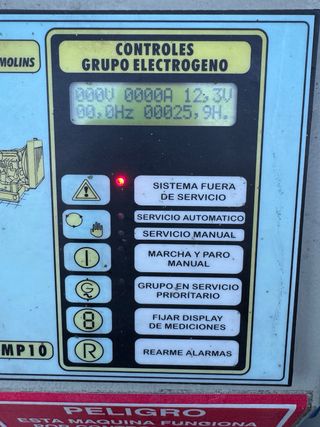 MOLINS
CONTROLES
GRUPO ELECTROGENO
000V 0000A 12,3V
00,0Hz 00025,9H.
SISTEMA FUERA
DE SERVICIO
SERVICIO AUTOMATICO
SERVICIO MANUAL
MARCHA Y PARO
MANUAL
GRUPO EN SERVICIO
PRIORITARIO
FIJAR DISPLAY
DE MEDICIONES
REARME ALARMAS
I
G
8
R
MP10
PELIGRO
ESTA MAQUINA FUNCIONA